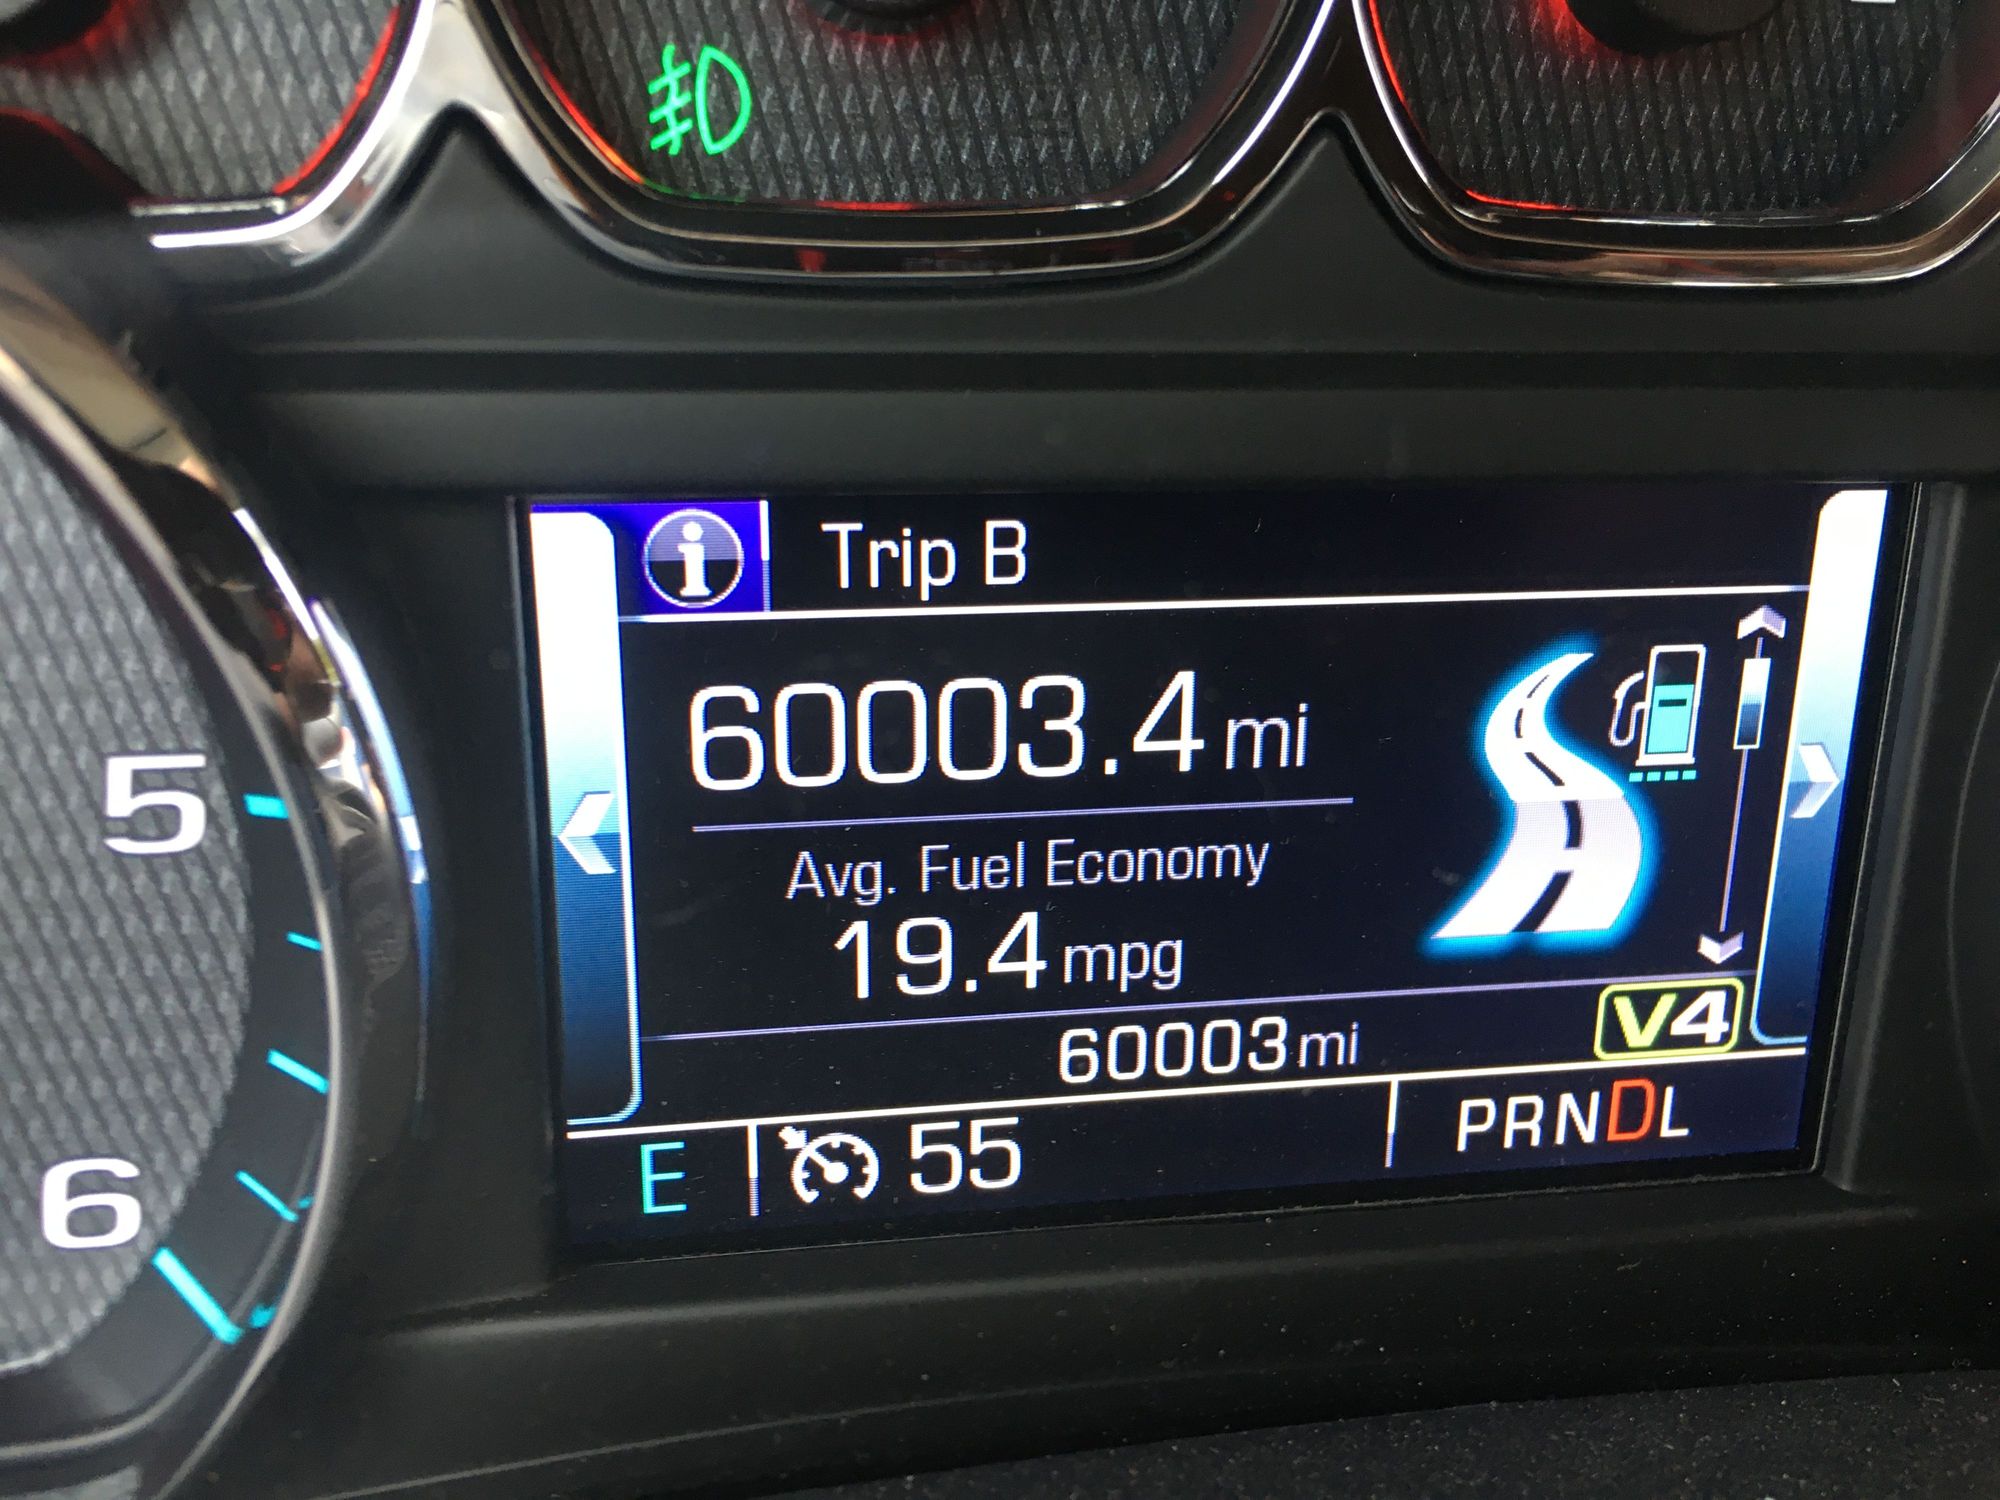 Trip B
60003.4 mi
Avg. Fuel Economy
19.4 mpg
60003 mi
V4
E
55
PRNDL
5
6